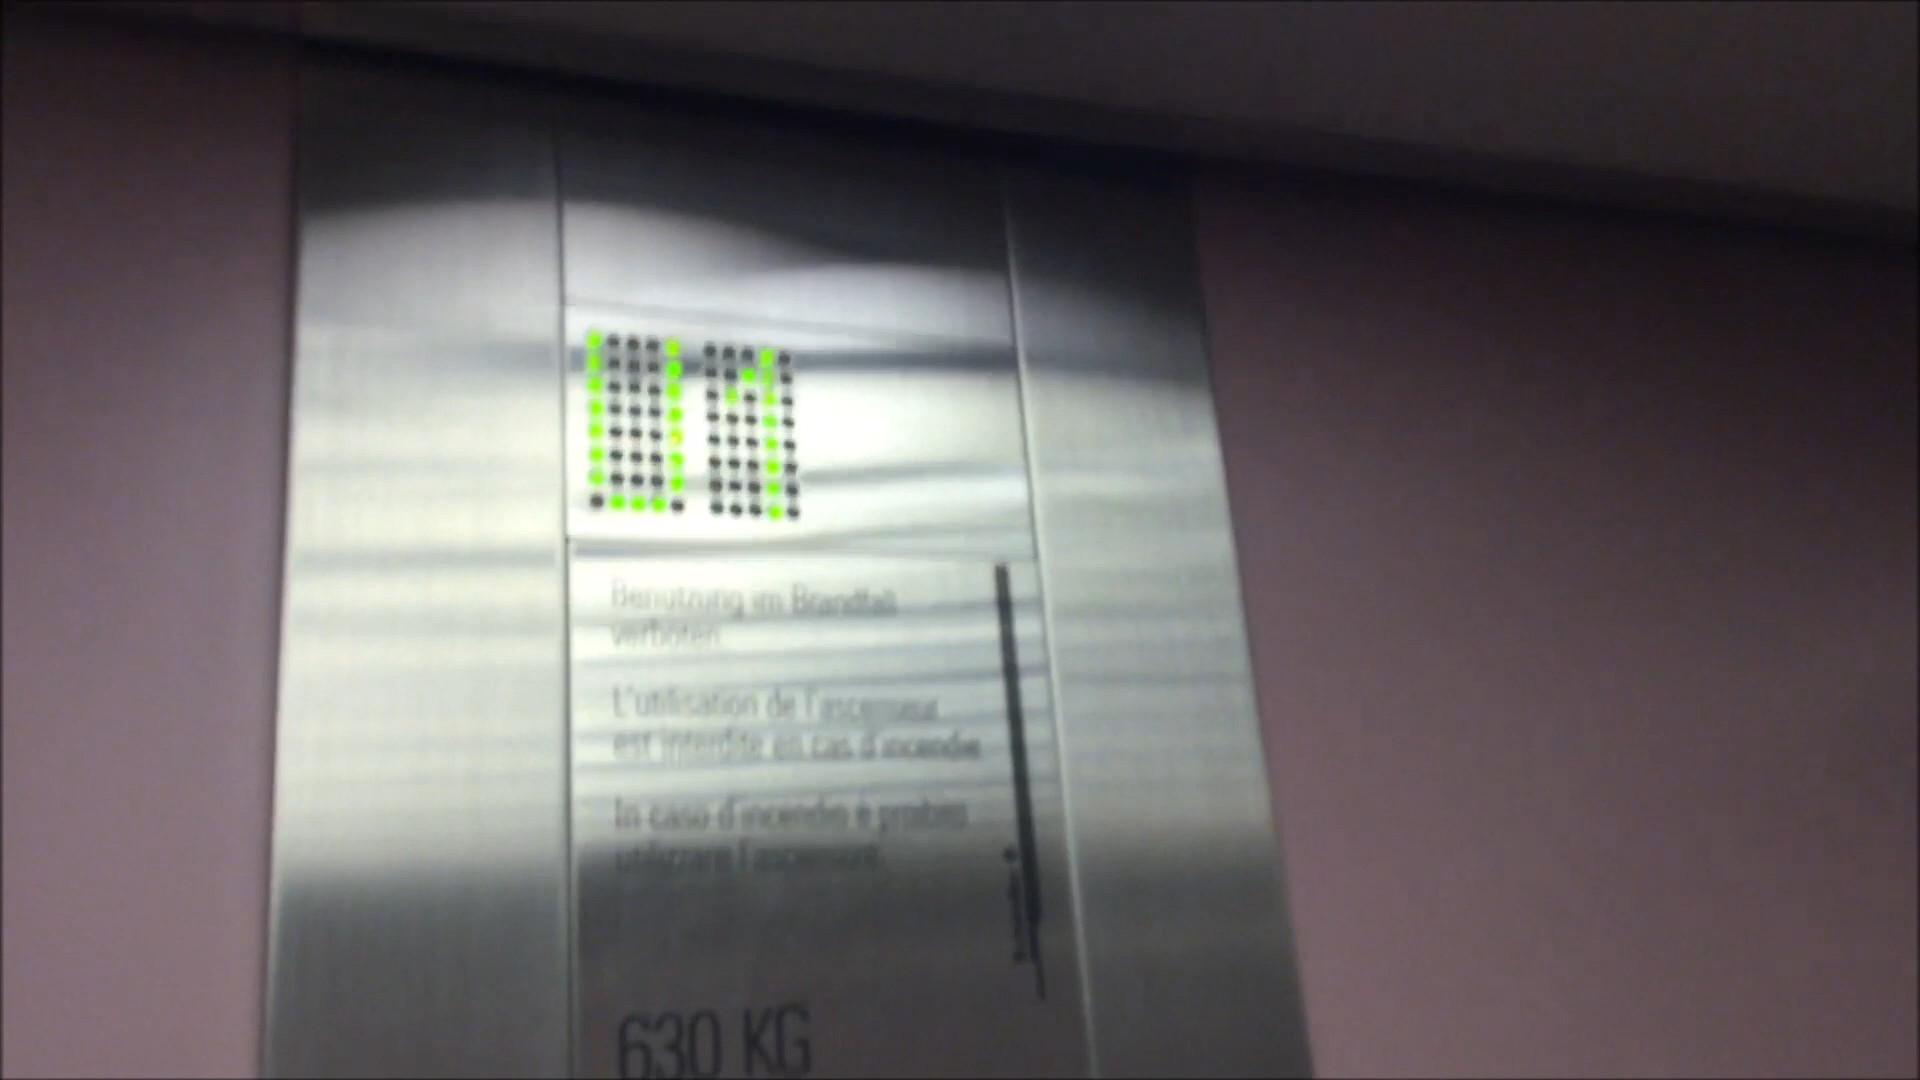 U1
Benutzung im Brandfall
verboten.
L'utilisation de l'ascenseur
est interdite en cas d'incendie
In caso d'incendio è proibito
utilizzare l'ascensore.
630 KG